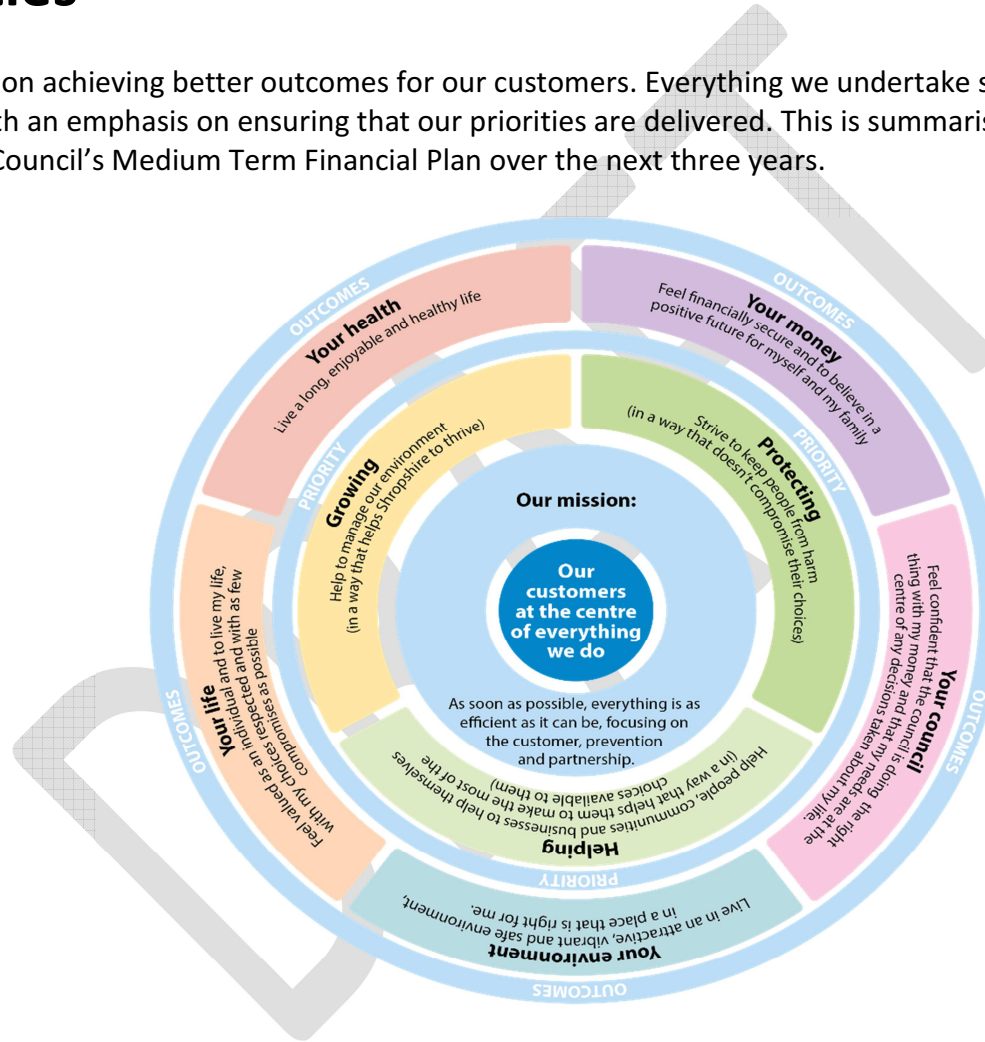 on achieving better outcomes for our customers. Everything we undertake s
th an emphasis on ensuring that our priorities are delivered. This is summaris
Council's Medium Term Financial Plan over the next three years.
OUTCOMES
Your health
Live a long, enjoyable and healthy life
OUTCOMES
Your money
Feel financially secure and to believe in a
positive future for myself and my family
PRIORITY
Growing
Help to manage our environment
(in a way that helps Shropshire to thrive)
PRIORITY
Protecting
Strive to keep people from harm
(in a way that doesn't compromise their choices)
Our mission:
Our
customers
at the centre
of everything
we do
As soon as possible, everything is as
efficient as it can be, focusing on
the customer, prevention
and partnership.
OUTCOMES
Your life
Feel valued as an individual and to live my life,
with my choices respected and with as few
compromises as possible
OUTCOMES
Your council
Feel confident that the council is doing the right
thing with my money and that my needs are at the
centre of any decisions taken about my life.
Help people, communities and businesses to help themselves
(in a way that helps them to make the most of the
choices available to them)
Helping
PRIORITY
Live in an attractive, vibrant and safe environment,
in a place that is right for me.
Your environment
OUTCOMES